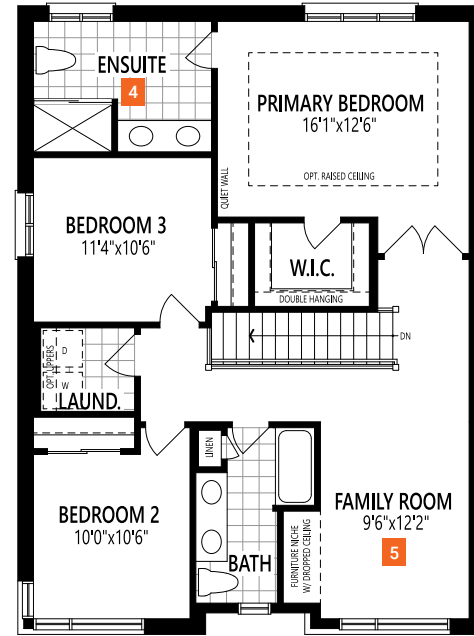 ENSUITE
4
PRIMARY BEDROOM
16'1"x12'6"
OPT. RAISED CEILING
QUIET WALL
BEDROOM 3
11'4"x10'6"
W.I.C.
DOUBLE HANGING
DN
OPT. UPPERS
D
W
LAUND.
LINEN
BEDROOM 2
10'0"x10'6"
BATH
FURNITURE NICHE
W/ DROPPED CEILING
FAMILY ROOM
9'6"x12'2"
5